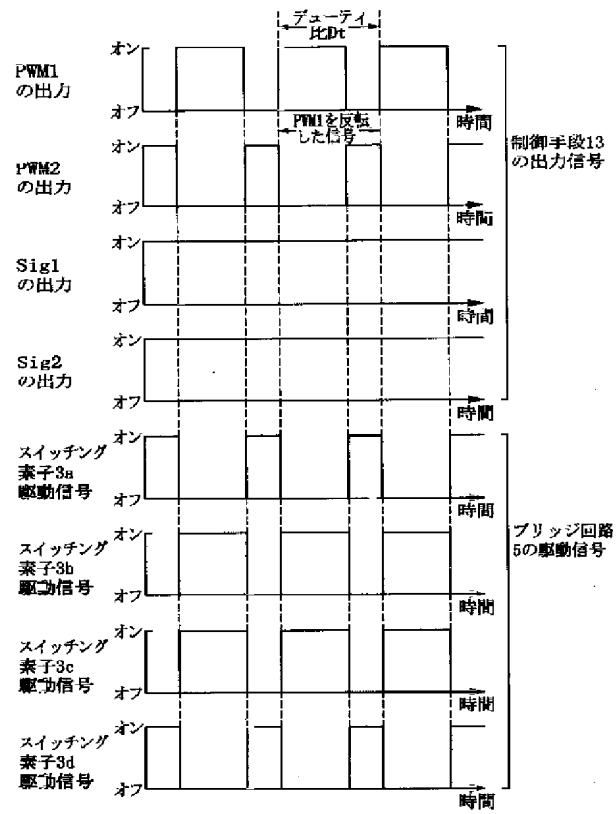 デューティ
比Dt
オン
PWM1
の出力
オフ
時間
PWM1を反転
した信号
オン
PWM2
の出力
オフ
時間
制御手段13
の出力信号
オン
Sig1
の出力
オフ
時間
オン
Sig2
の出力
オフ
時間
オン
スイッチング
素子3a
駆動信号
オフ
時間
オン
スイッチング
素子3b
駆動信号
オフ
時間
ブリッジ回路
5の駆動信号
オン
スイッチング
素子3c
駆動信号
オフ
時間
オン
スイッチング
素子3d
駆動信号
オフ
時間